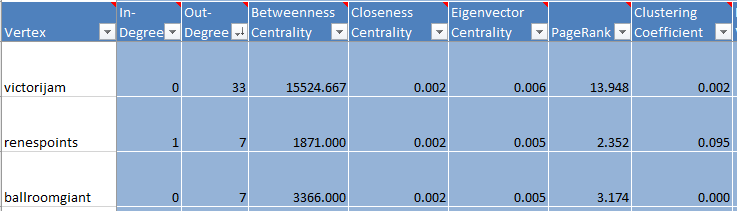 Vertex In-Degree Out-Degree Betweenness Centrality Closeness Centrality Eigenvector Centrality PageRank Clustering Coefficient
victorijam 0 33 15524.667 0.002 0.006 13.948 0.002
renespoints 1 7 1871.000 0.002 0.005 2.352 0.095
ballroomgiant 0 7 3366.000 0.002 0.005 3.174 0.000